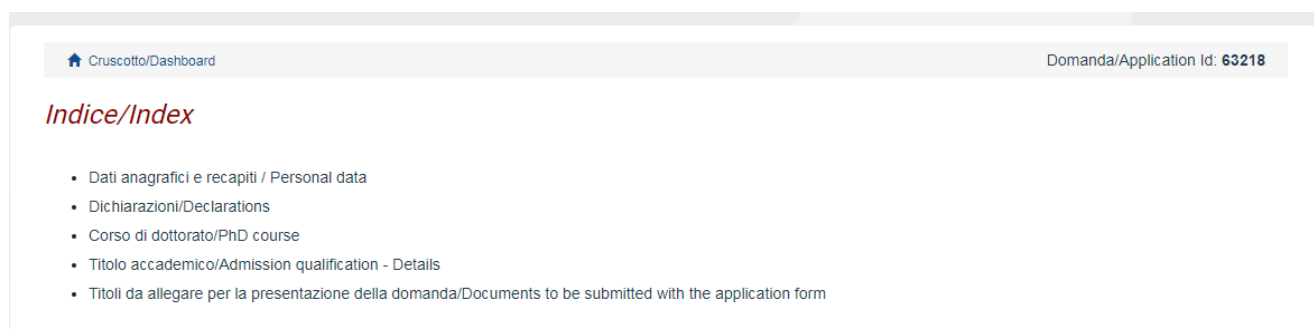 Cruscotto/Dashboard Domanda/Application Id: 63218
Indice/Index
• Dati anagrafici e recapiti / Personal data
• Dichiarazioni/Declarations
• Corso di dottorato/PhD course
• Titolo accademico/Admission qualification - Details
• Titoli da allegare per la presentazione della domanda/Documents to be submitted with the application form